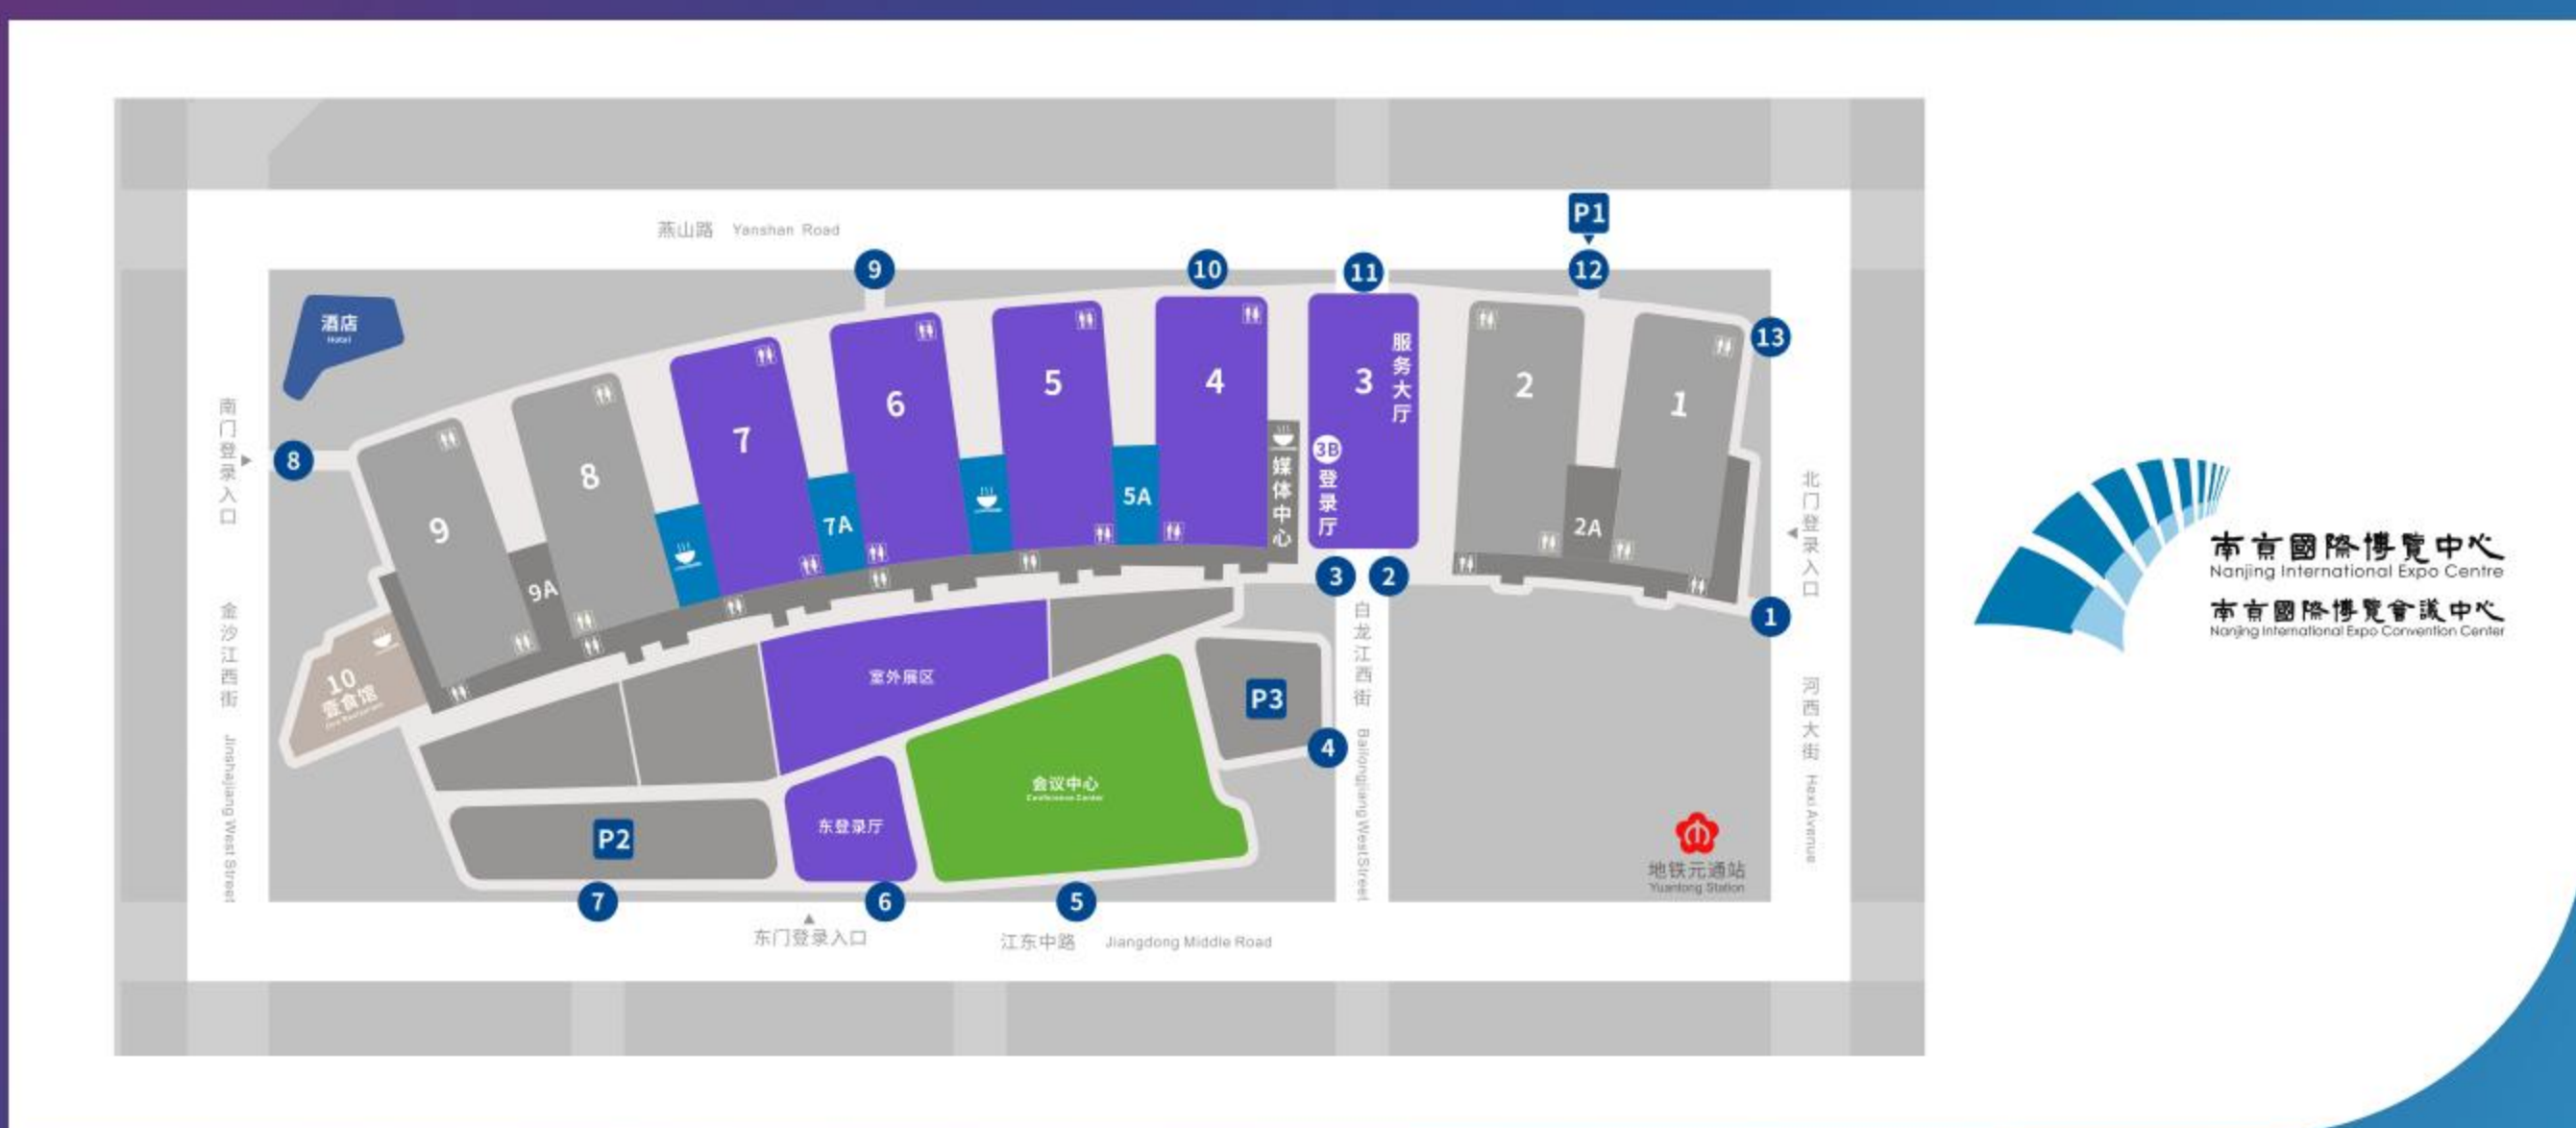 P1
燕山路 Yanshan Road
9
10
11
12
13
酒店
Hotel
服务大厅
3
4
5
6
7
8
9
2
1
3B
登录厅
媒体中心
南门登录入口
8
北门登录入口
5A
7A
2A
9A
3
2
1
金沙江西街 Jinshajiang West Street
白龙江西街 Bailongjiang West Street
河西大街 Hexi Avenue
10
壹食馆
室外展区
P3
4
会议中心
Conference Center
东登录厅
P2
7
6
5
地铁元通站
Yuantong Station
东门登录入口
江东中路 Jiangdong Middle Road
南京國際博覽中心
Nanjing International Expo Centre
南京國際博覽會議中心
Nanjing International Expo Convention Center